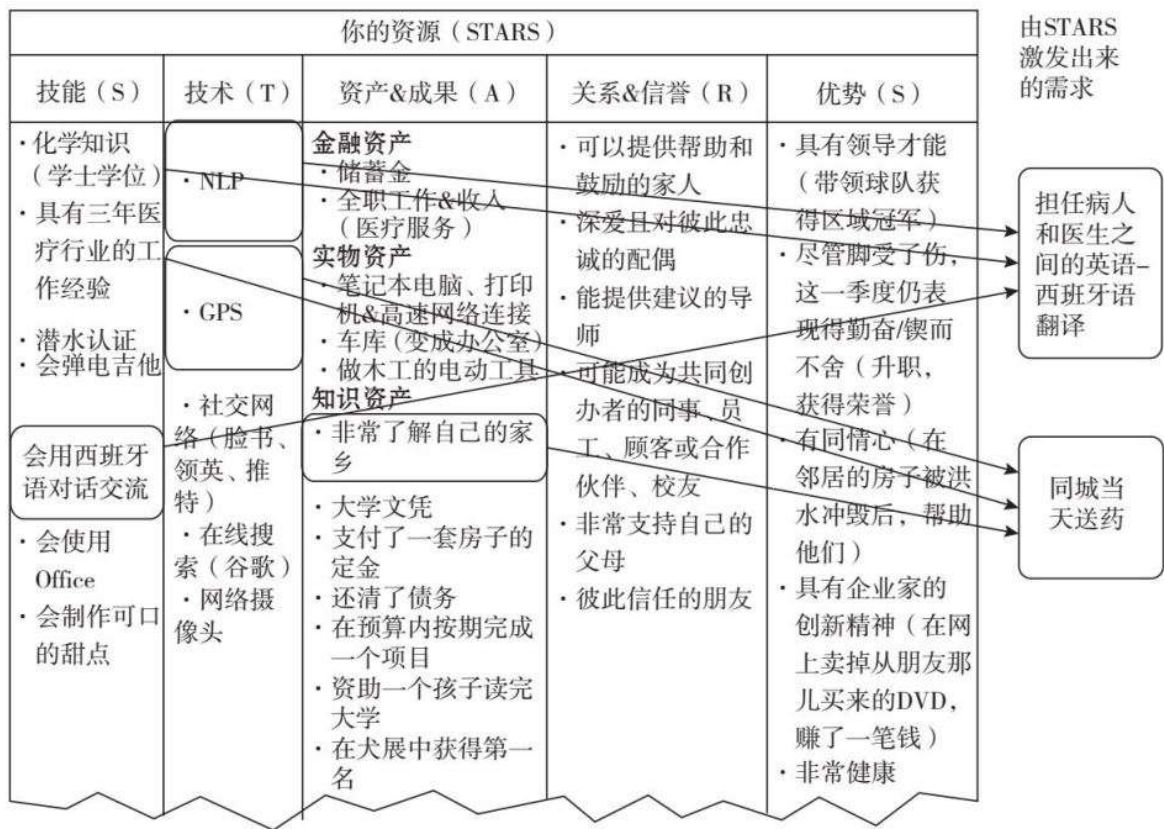 你的资源（STARS）
技能（S）
化学知识
（学士学位）
·具有三年医
疗行业的工
作经验
·潜水认证
·会弹电吉他
会用西班牙
语对话交流
·会使用
Office
·会制作可口
的甜点
技术（T）
·NLP
·GPS
·社交网
络（脸书、
领英、推
特）
·在线搜
索（谷歌）
·网络摄
像头
资产&成果（A）
金融资产
·储蓄金
·全职工作&收入
（医疗服务）
实物资产
·笔记本电脑、打印
机&高速网络连接
·车库（变成办公室）
·做木工的电动工具
知识资产
·非常了解自己的家
乡
·大学文凭
·支付了一套房子的
定金
·还清了债务
·在预算内按期完成
一个项目
·资助一个孩子读完
大学
·在犬展中获得第一
名
关系&信誉（R）
·可以提供帮助和
鼓励的家人
·深爱且对彼此忠
诚的配偶
·能提供建议的导
师
·可能成为共同创
办者的同事、员
工、顾客或合作
伙伴、校友
·非常支持自己的
父母
·彼此信任的朋友
优势（S）
·具有领导才能
（带领球队获
得区域冠军）
·尽管脚受了伤，
这一季度仍表
现得勤奋/锲而
不舍（升职，
获得荣誉）
·有同情心（在
邻居的房子被洪
水冲毁后，帮助
他们）
·具有企业家的
创新精神（在网
上卖掉从朋友那
儿买来的DVD，
赚了一笔钱）
·非常健康
由STARS
激发出来
的需求
担任病人
和医生之
间的英语-
西班牙语
翻译
同城当
天送药